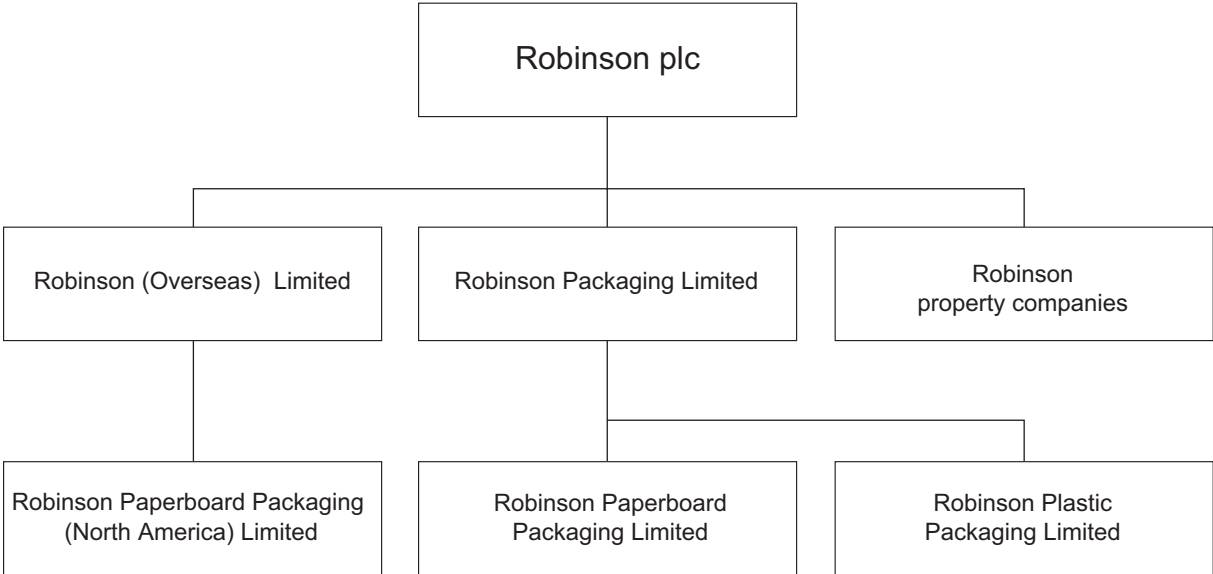 Robinson plc
Robinson (Overseas) Limited
Robinson Packaging Limited
Robinson
property companies
Robinson Paperboard Packaging
(North America) Limited
Robinson Paperboard
Packaging Limited
Robinson Plastic
Packaging Limited